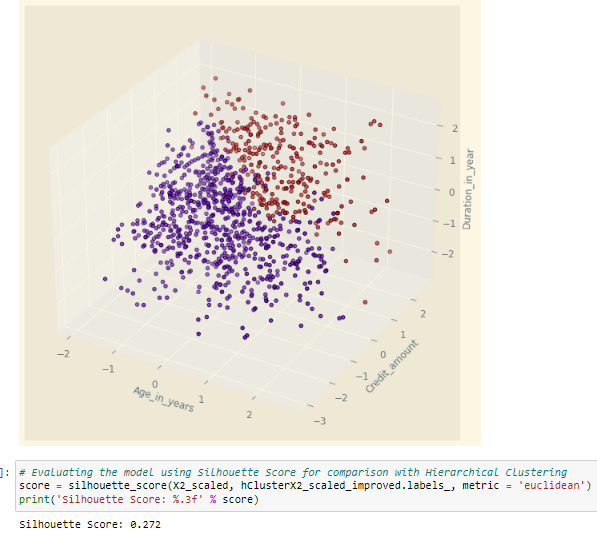 2
1
0
−1
−2
Duration_in_year
2
1
0
−1
−2
−3
Credit_amount
−2
−1
0
1
2
Age_in_years
]:
# Evaluating the model using Silhouette Score for comparison with Hierarchical Clustering
score = silhouette_score(X2_scaled, hClusterX2_scaled_improved.labels_, metric = 'euclidean')
print('Silhouette Score: %.3f' % score)
Silhouette Score: 0.272